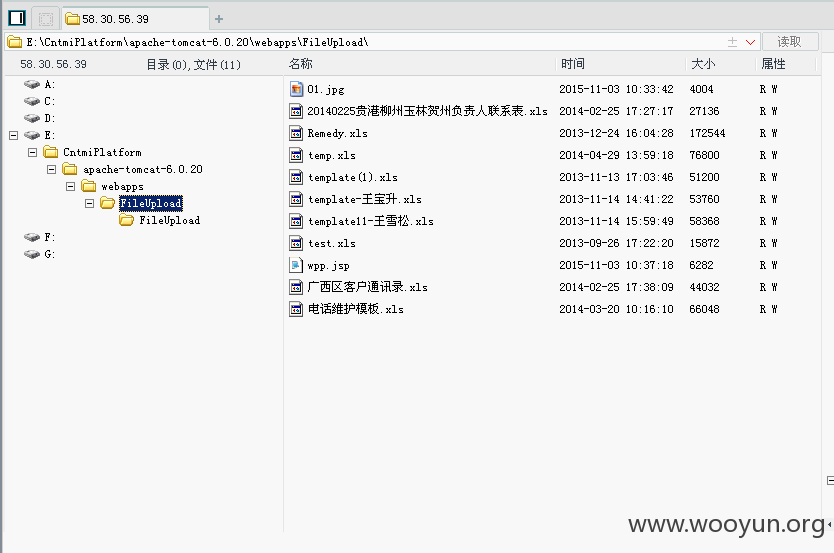 58.30.56.39
E:\CntmiPlatform\apache-tomcat-6.0.20\webapps\FileUpload\ 读取
58.30.56.39 目录(0),文件(11) 名称 时间 大小 属性
A:
C:
D:
E:
CntmiPlatform
apache-tomcat-6.0.20
webapps
FileUpload
FileUpload
F:
G:
01.jpg 2015-11-03 10:33:42 4004 R W
20140225贵港柳州玉林贺州负责人联系表.xls 2014-02-25 17:27:17 27136 R W
Remedy.xls 2013-12-24 16:04:28 172544 R W
temp.xls 2014-04-29 13:59:18 76800 R W
template(1).xls 2013-11-13 17:03:46 51200 R W
template-王宝升.xls 2013-11-14 14:41:22 53760 R W
template11-王雪松.xls 2013-11-14 15:59:49 58368 R W
test.xls 2013-09-26 17:22:20 15872 R W
wpp.jsp 2015-11-03 10:37:18 6282 R W
广西区客户通讯录.xls 2014-02-25 17:38:09 44032 R W
电话維护模板.xls 2014-03-20 10:16:10 66048 R W
www.wooyun.org